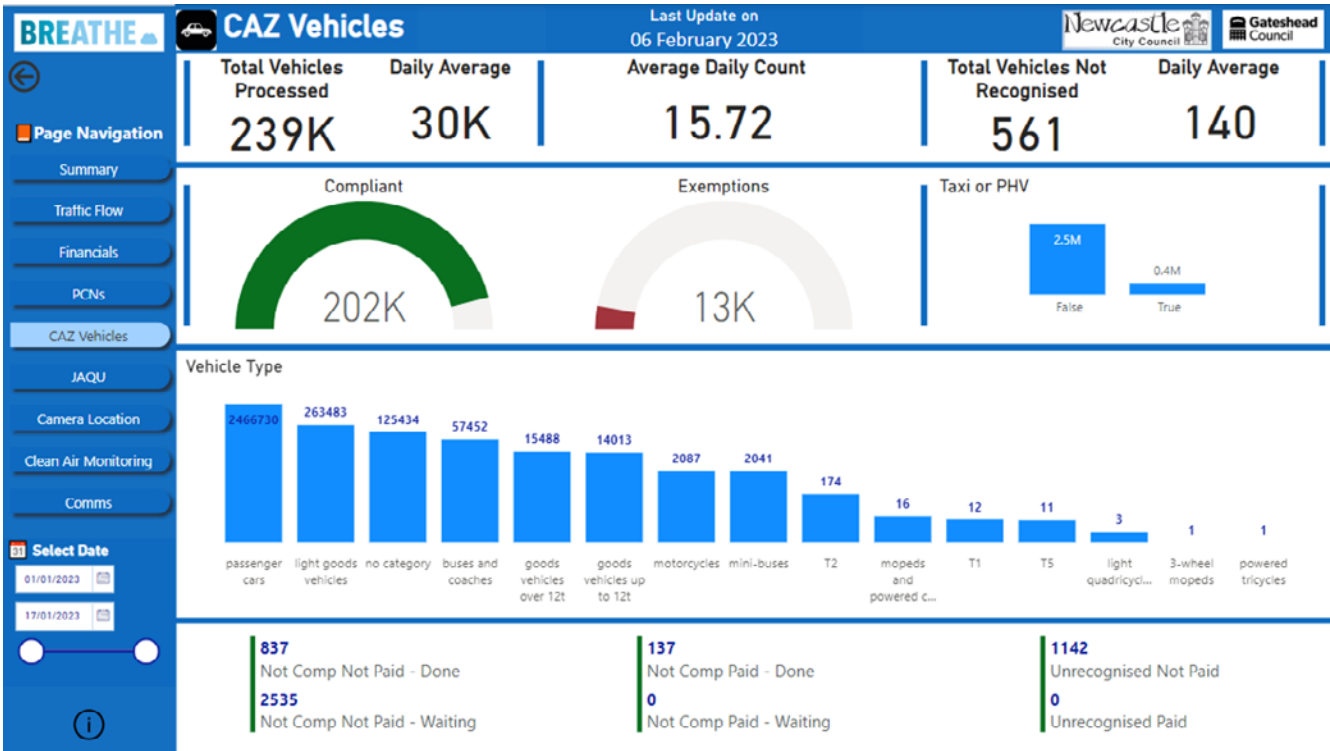 BREATHE
CAZ Vehicles
Last Update on
06 February 2023
Newcastle
City Council
Gateshead
Council
Page Navigation
Summary
Traffic Flow
Financials
PCNs
CAZ Vehicles
JAQU
Camera Location
Clean Air Monitoring
Comms
31 Select Date
01/01/2023
17/01/2023
Total Vehicles
Processed
239K
Daily Average
30K
Average Daily Count
15.72
Total Vehicles Not
Recognised
561
Daily Average
140
Compliant
202K
Exemptions
13K
Taxi or PHV
2.5M
0.4M
False
True
Vehicle Type
2466730
263483
125434
57452
15488
14013
2087
2041
174
16
12
11
3
1
1
passenger
cars
light goods
vehicles
no category
buses and
coaches
goods
vehicles
over 12t
goods
vehicles up
to 12t
motorcycles
mini-buses
T2
mopeds
and
powered c...
T1
T5
light
quadricycl...
3-wheel
mopeds
powered
tricycles
837
Not Comp Not Paid - Done
2535
Not Comp Not Paid - Waiting
137
Not Comp Paid - Done
0
Not Comp Paid - Waiting
1142
Unrecognised Not Paid
0
Unrecognised Paid